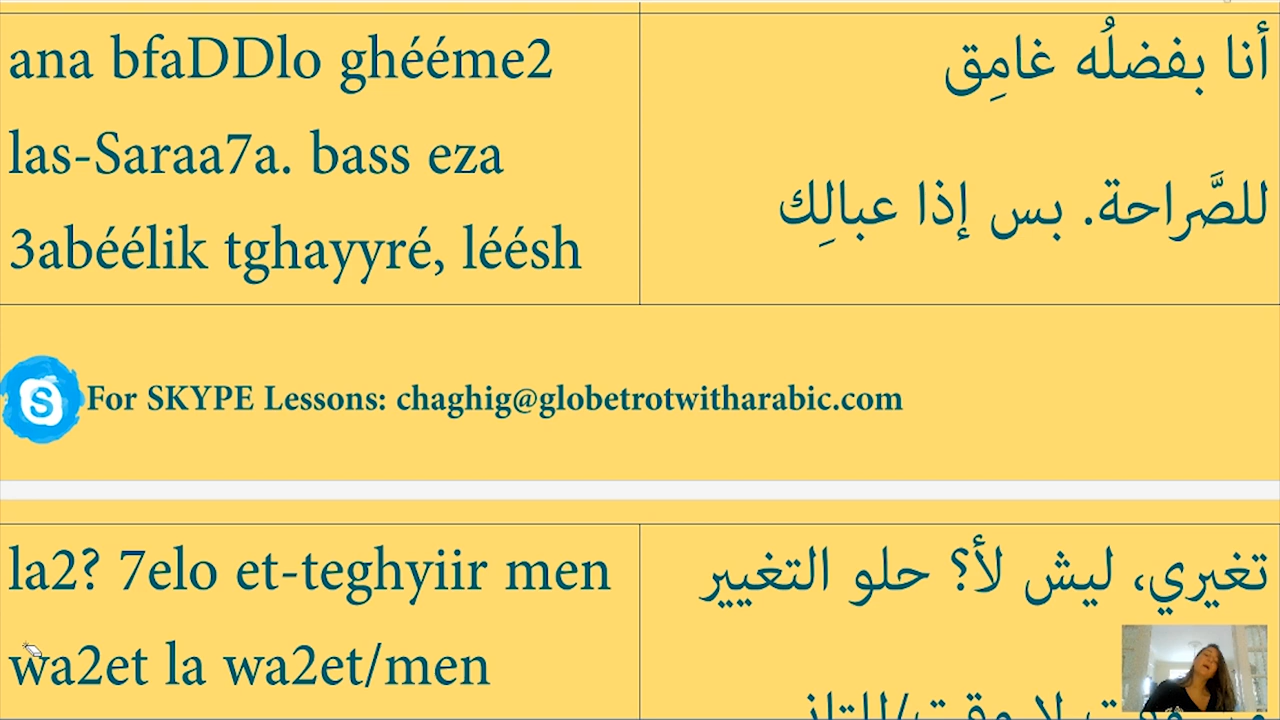 ana bfaDDlo ghééme2
las-Saraa7a. bass eza
3abéélik tghayyré, léésh
أنا بفضلُه غامِق
للصَّراحة. بس إذا عبالِك
For SKYPE Lessons: chaghig@globetrotwitharabic.com
la2? 7elo et-teghyiir men
wa2et la wa2et/men
تغيري، ليش لأ؟ حلو التغيير